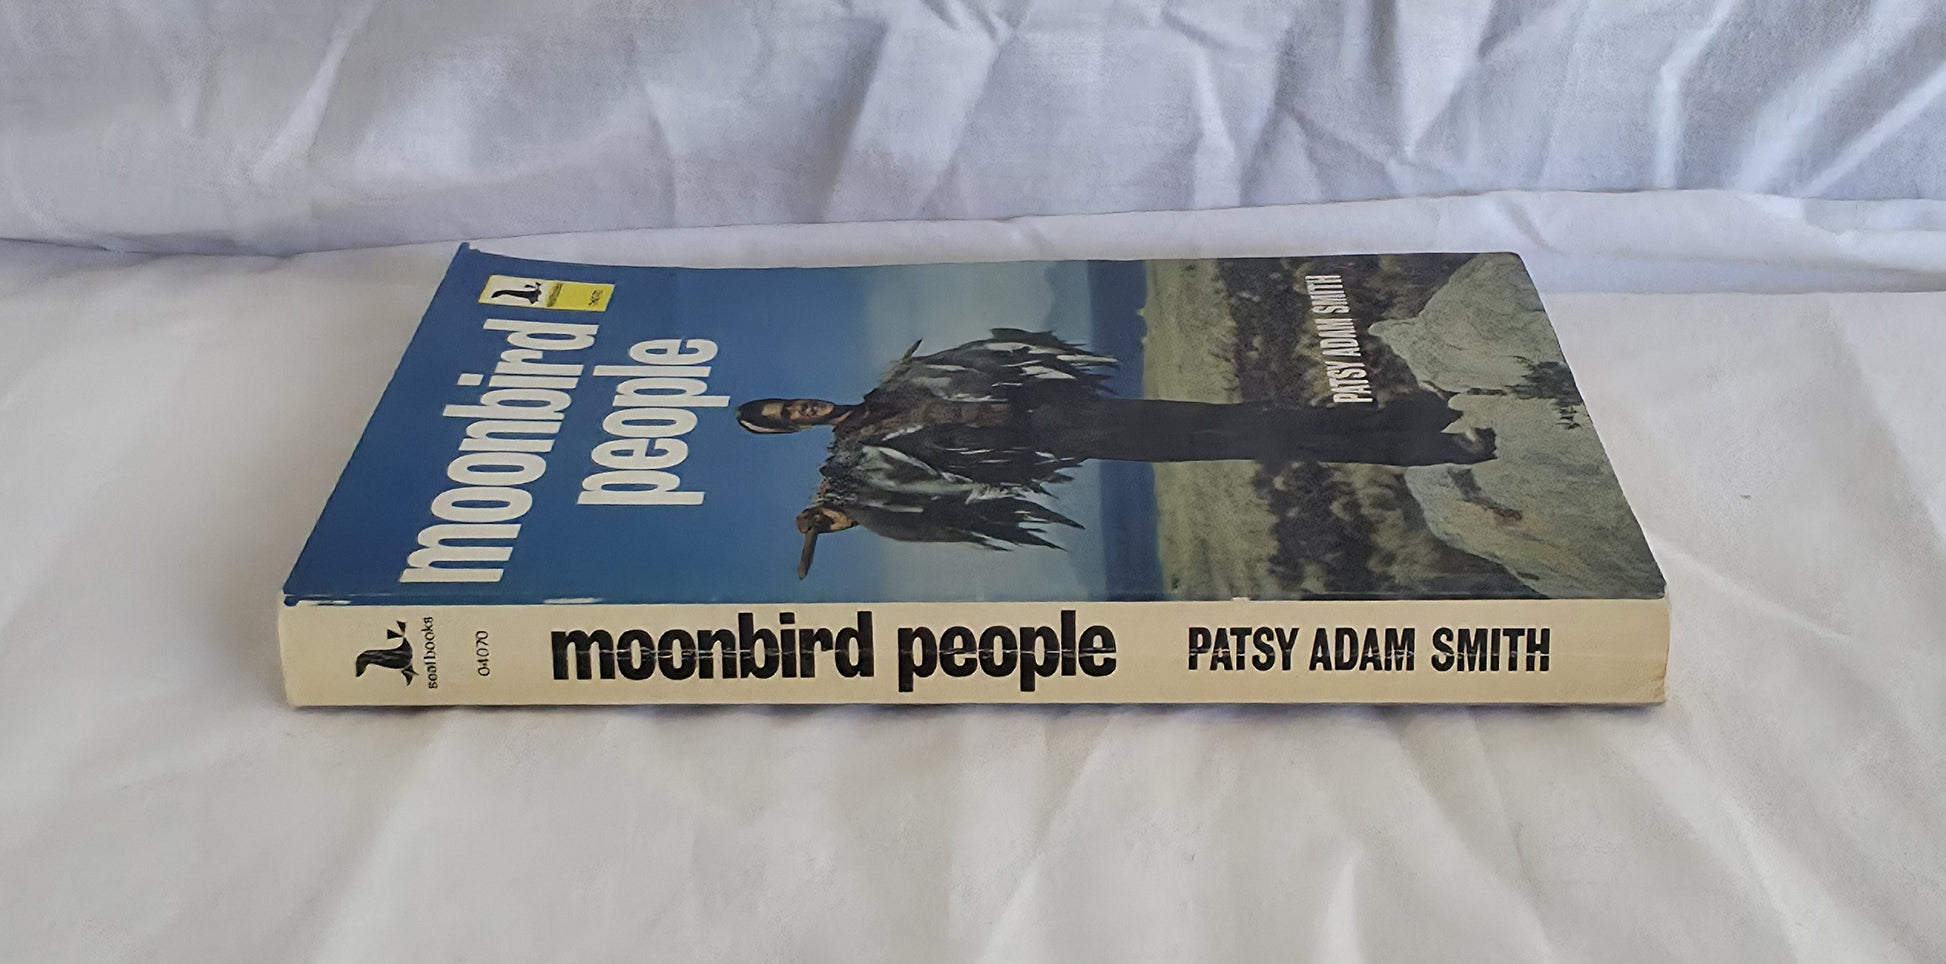 moonbird
people
PATSY ADAM SMITH
seal books
04070
moonbird people
PATSY ADAM SMITH